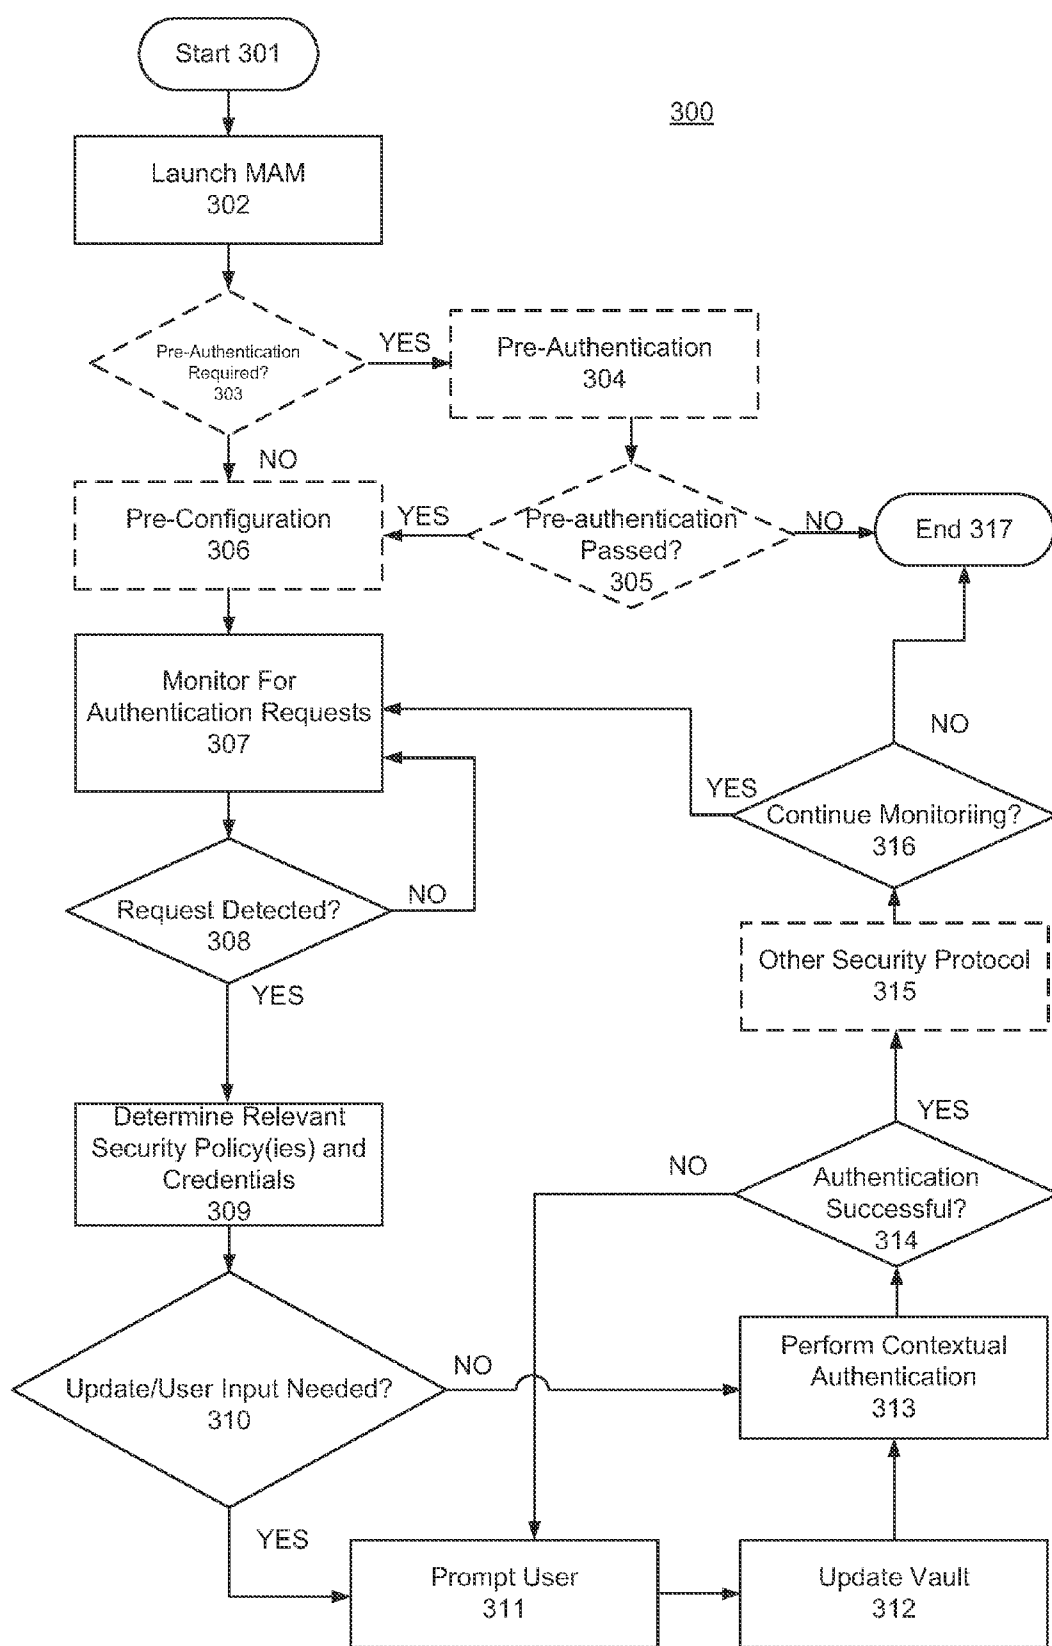 Start 301
300
Launch MAM
302
Pre-Authentication
Required?
303
YES
Pre-Authentication
304
NO
Pre-Configuration
306
YES
Pre-authentication
Passed?
305
NO
End 317
Monitor For
Authentication Requests
307
NO
YES
Continue Monitoriing?
316
Request Detected?
308
NO
YES
Other Security Protocol
315
YES
Determine Relevant
Security Policy(ies) and
Credentials
309
NO
Authentication
Successful?
314
Update/User Input Needed?
310
NO
Perform Contextual
Authentication
313
YES
Prompt User
311
Update Vault
312